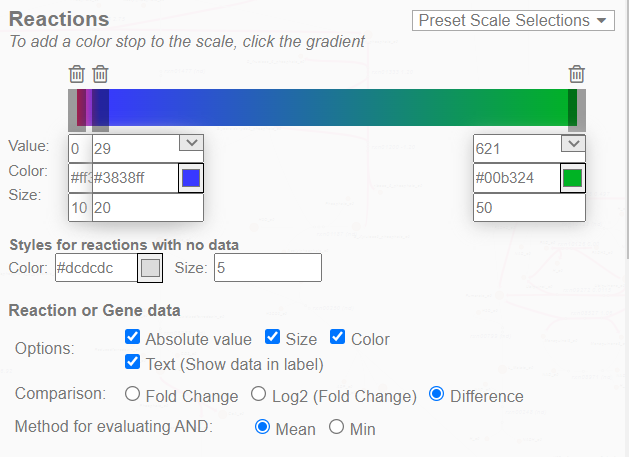 Reactions
Preset Scale Selections
To add a color stop to the scale, click the gradient
Value: 0 29 621
Color: #ff3 #3838ff #00b324
Size: 10 20 50
Styles for reactions with no data
Color: #dcdcdc Size: 5
Reaction or Gene data
Options: Absolute value Size Color
Text (Show data in label)
Comparison: Fold Change Log2 (Fold Change) Difference
Method for evaluating AND: Mean Min